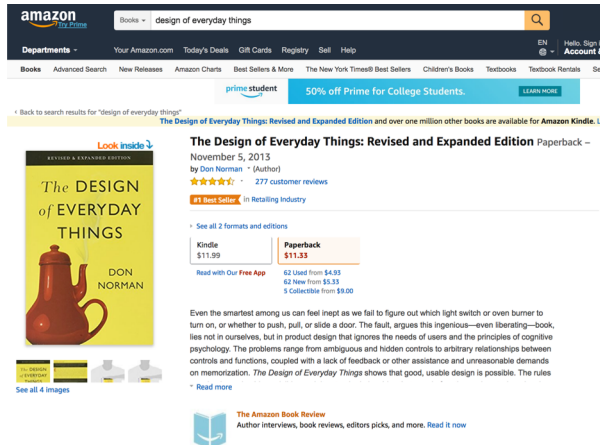 amazon
Try Prime
Books
design of everyday things
EN
Hello. Sign i
Departments
Your Amazon.com Today's Deals Gift Cards Registry Sell Help
Account &
Books Advanced Search New Releases Amazon Charts Best Sellers & More The New York Times® Best Sellers Children's Books Textbooks Textbook Rentals Se
prime student
50% off Prime for College Students.
LEARN MORE
‹ Back to search results for "design of everyday things"
The Design of Everyday Things: Revised and Expanded Edition and over one million other books are available for Amazon Kindle. L
Look inside
REVISED & EXPANDED EDITION
The DESIGN
of EVERYDAY
THINGS
DON
NORMAN
See all 4 images
The Design of Everyday Things: Revised and Expanded Edition Paperback –
November 5, 2013
by Don Norman (Author)
277 customer reviews
#1 Best Seller in Retailing Industry
› See all 2 formats and editions
Kindle
$11.99
Paperback
$11.33
Read with Our Free App
62 Used from $4.93
62 New from $5.33
5 Collectible from $9.00
Even the smartest among us can feel inept as we fail to figure out which light switch or oven burner to
turn on, or whether to push, pull, or slide a door. The fault, argues this ingenious—even liberating—book,
lies not in ourselves, but in product design that ignores the needs of users and the principles of cognitive
psychology. The problems range from ambiguous and hidden controls to arbitrary relationships between
controls and functions, coupled with a lack of feedback or other assistance and unreasonable demands
on memorization. The Design of Everyday Things shows that good, usable design is possible. The rules
Read more
The Amazon Book Review
Author interviews, book reviews, editors picks, and more. Read it now